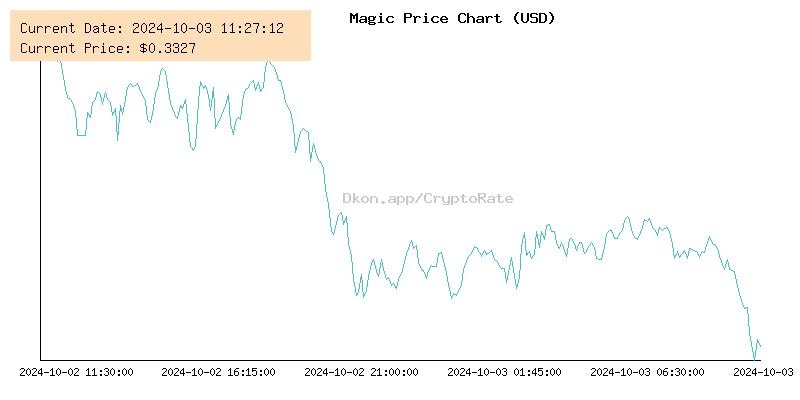 Magic Price Chart (USD)
Current Date: 2024-10-03 11:27:12
Current Price: $0.3327
Dkon.app/CryptoRate
2024-10-02 11:30:00 2024-10-02 16:15:00 2024-10-02 21:00:00 2024-10-03 01:45:00 2024-10-03 06:30:00 2024-10-03